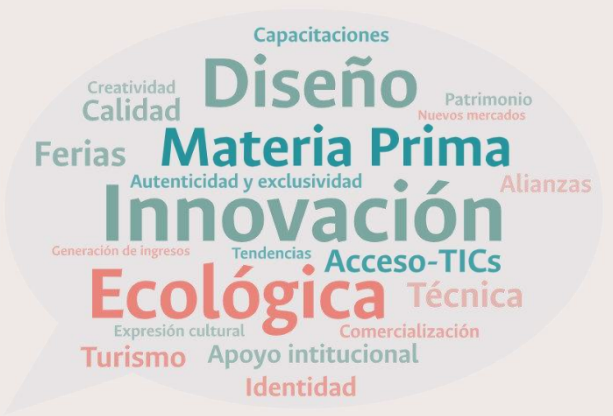 Capacitaciones
Diseño
Creatividad
Calidad
Patrimonio
Nuevos mercados
Ferias
Materia Prima
Autenticidad y exclusividad
Alianzas
Innovación
Generación de ingresos
Tendencias
Acceso-TICs
Ecológica
Técnica
Expresión cultural
Comercialización
Turismo
Apoyo intitucional
Identidad